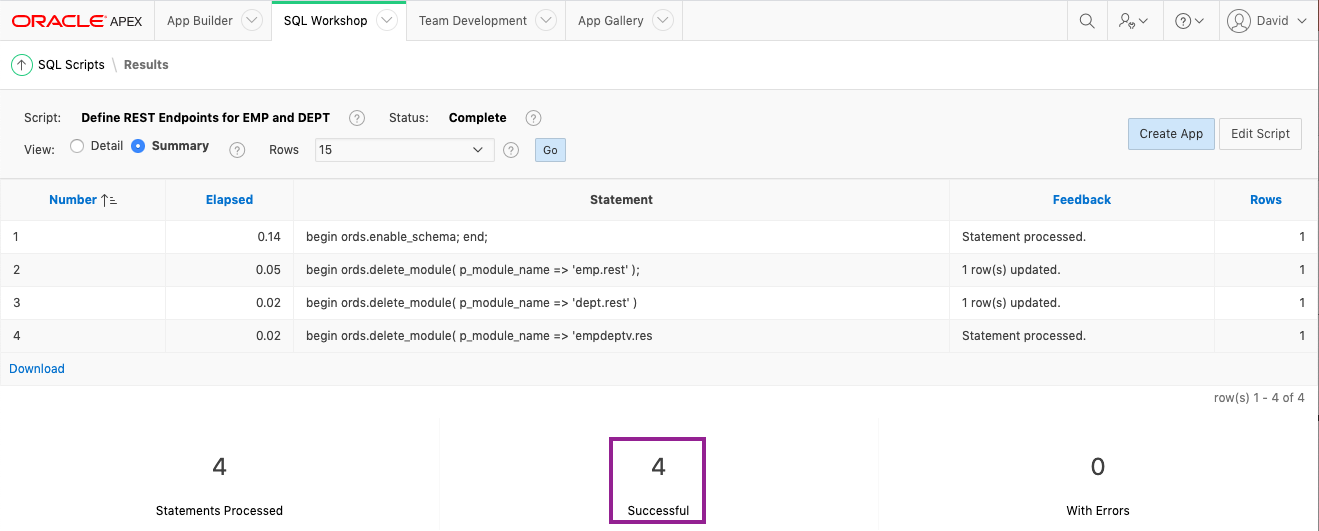 ORACLE APEX App Builder SQL Workshop Team Development App Gallery David
SQL Scripts \ Results
Script: Define REST Endpoints for EMP and DEPT ? Status: Complete ?
View: Detail Summary ? Rows 15 ? Go Create App Edit Script
Number Elapsed Statement Feedback Rows
1 0.14 begin ords.enable_schema; end; Statement processed. 1
2 0.05 begin ords.delete_module( p_module_name => 'emp.rest' ); 1 row(s) updated. 1
3 0.02 begin ords.delete_module( p_module_name => 'dept.rest' ) 1 row(s) updated. 1
4 0.02 begin ords.delete_module( p_module_name => 'empdeptv.res Statement processed. 1
Download
row(s) 1 - 4 of 4
4 4 0
Statements Processed Successful With Errors